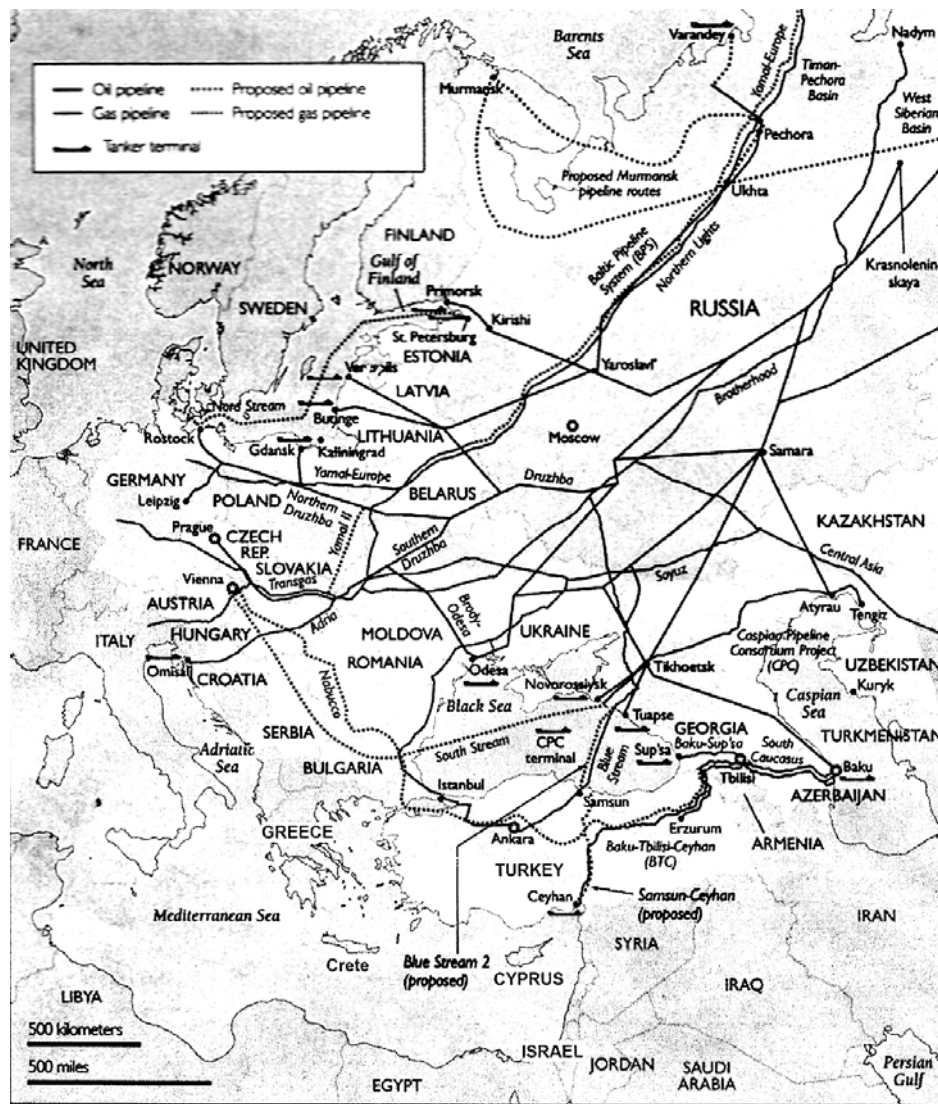 Barents
Sea
Varandey
Nadym
Oil pipeline
Proposed oil pipeline
Gas pipeline
Proposed gas pipeline
Tanker terminal
Murmansk
Yamal-Europe
Timan-
Pechora
Basin
West
Siberian
Basin
Pechora
Proposed Murmansk
pipeline routes
Ukhta
FINLAND
Baltic Pipeline
System (BPS)
Northern Lights
Krasnolenin-
skaya
North
Sea
NORWAY
Gulf of
Finland
Primorsk
RUSSIA
SWEDEN
Kirishi
St. Petersburg
UNITED
KINGDOM
ESTONIA
Yaroslavl'
Brotherhood
LATVIA
Nord Stream
Butinge
Rostock
LITHUANIA
Moscow
Gdansk
Kaliningrad
Samara
GERMANY
Yamal-Europe
Leipzig
POLAND
Northern
Druzhba
BELARUS
Druzhba
Yamal II
KAZAKHSTAN
Prague
CZECH
REP.
FRANCE
Southern
Druzhba
SLOVAKIA
Central Asia
Vienna
Transgas
Soyuz
AUSTRIA
Adria
Brody-
Odesa
Atyrau
Tengiz
ITALY
HUNGARY
MOLDOVA
UKRAINE
Caspian Pipeline
Consortium Project
(CPC)
Omisalj
CROATIA
ROMANIA
Odesa
Tikhoetsk
UZBEKISTAN
Novorossiysk
Kuryk
Nabucco
Black Sea
Caspian
Sea
SERBIA
Tuapse
GEORGIA
TURKMENISTAN
Adriatic
Sea
South Stream
CPC
terminal
Blue
Stream
Sup'sa
Baku-Sup'sa
South
Caucasus
BULGARIA
Tbilisi
Baku
Istanbul
Samsun
AZERBAIJAN
GREECE
Ankara
Erzurum
ARMENIA
TURKEY
Baku-Tbilisi-Ceyhan
(BTC)
Ceyhan
Samsun-Ceyhan
(proposed)
Mediterranean Sea
IRAN
SYRIA
Crete
Blue Stream 2
(proposed)
CYPRUS
IRAQ
LIBYA
500 kilometers
500 miles
ISRAEL
JORDAN
SAUDI
ARABIA
Persian
Gulf
EGYPT